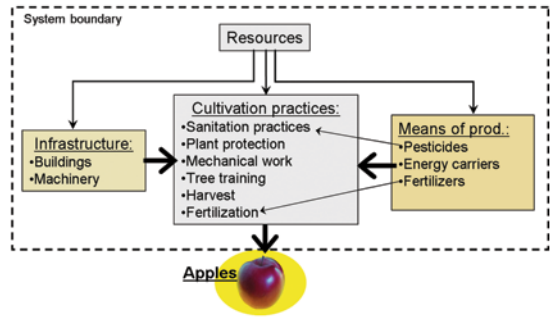 System boundary
Resources
Infrastructure:
•Buildings
•Machinery
Cultivation practices:
•Sanitation practices
•Plant protection
•Mechanical work
•Tree training
•Harvest
•Fertilization
Means of prod.:
•Pesticides
•Energy carriers
•Fertilizers
Apples